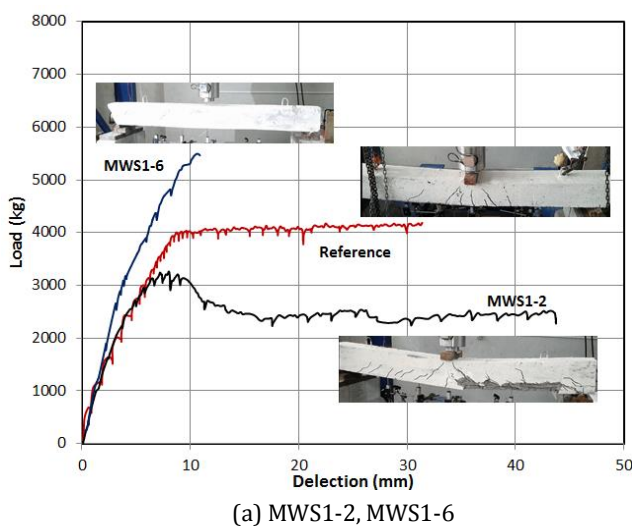 8000
7000
6000
5000
4000
3000
2000
1000
0
Load (kg)
MWS1-6
Reference
MWS1-2
0 10 20 30 40 50
Delection (mm)
(a) MWS1-2, MWS1-6